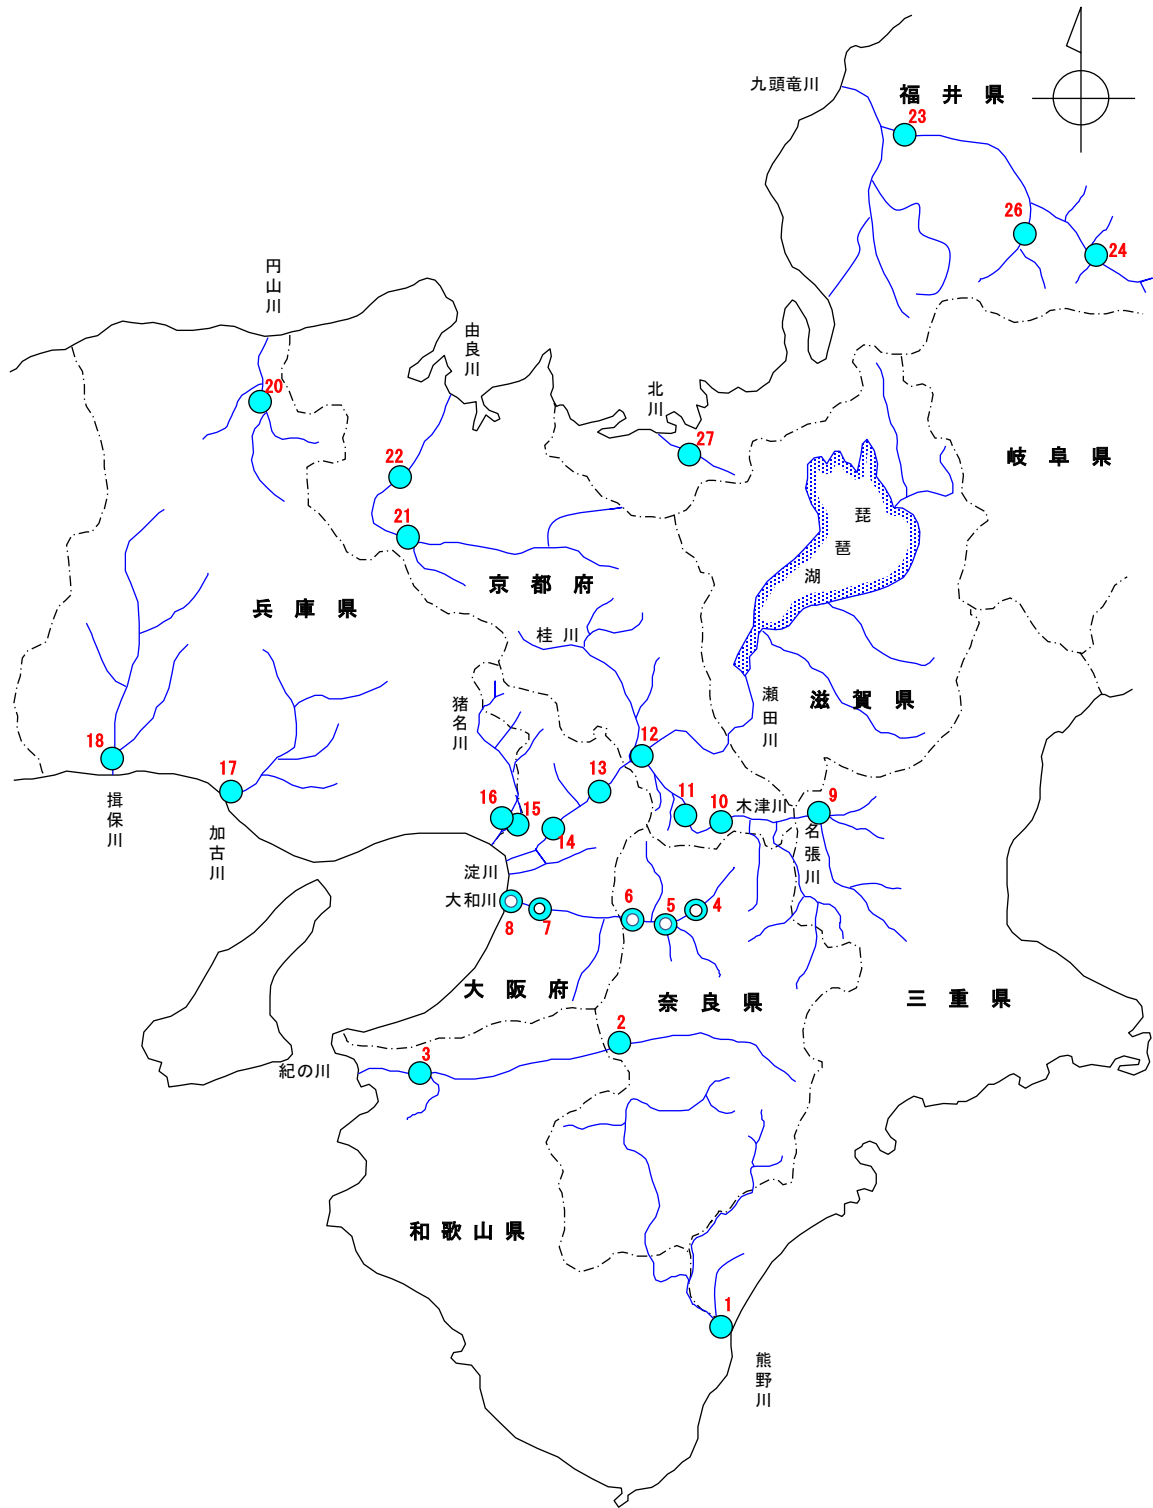 九頭竜川
福井県
23
26
24
円山川
由良川
北川
20
27
22
岐阜県
琵琶湖
21
京都府
兵庫県
桂川
滋賀県
猪名川
瀬田川
12
18
17
13
11
10
木津川
9
16
15
14
揖保川
加古川
名張川
淀川
大和川
8
7
6
5
4
大阪府
奈良県
三重県
2
3
紀の川
和歌山県
1
熊野川